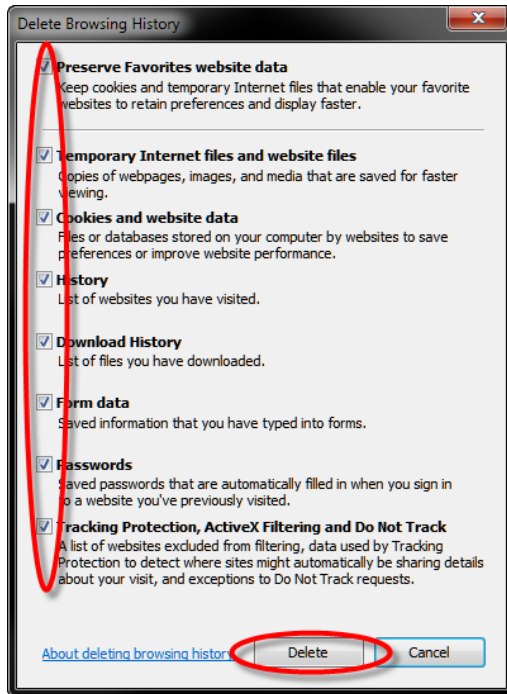 Delete Browsing History
Preserve Favorites website data
Keep cookies and temporary Internet files that enable your favorite
websites to retain preferences and display faster.
Temporary Internet files and website files
Copies of webpages, images, and media that are saved for faster
viewing.
Cookies and website data
Files or databases stored on your computer by websites to save
preferences or improve website performance.
History
List of websites you have visited.
Download History
List of files you have downloaded.
Form data
Saved information that you have typed into forms.
Passwords
Saved passwords that are automatically filled in when you sign in
to a website you've previously visited.
Tracking Protection, ActiveX Filtering and Do Not Track
A list of websites excluded from filtering, data used by Tracking
Protection to detect where sites might automatically be sharing details
about your visit, and exceptions to Do Not Track requests.
About deleting browsing history Delete Cancel